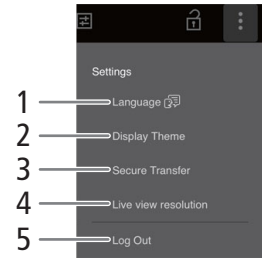 Settings
1 Language
2 Display Theme
3 Secure Transfer
4 Live view resolution
5 Log Out